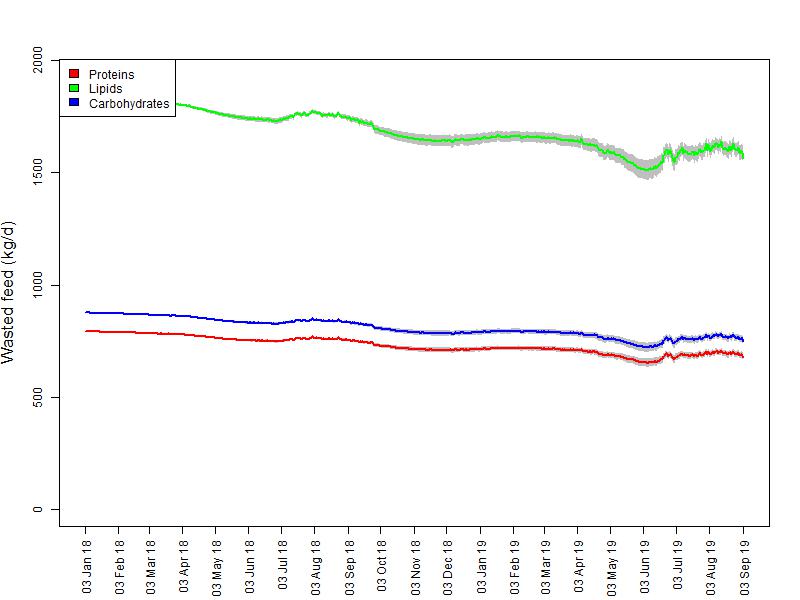 Proteins
Lipids
Carbohydrates
Wasted feed (kg/d)
2000
1500
1000
500
0
03 Jan 18
03 Feb 18
03 Mar 18
03 Apr 18
03 May 18
03 Jun 18
03 Jul 18
03 Aug 18
03 Sep 18
03 Oct 18
03 Nov 18
03 Dec 18
03 Jan 19
03 Feb 19
03 Mar 19
03 Apr 19
03 May 19
03 Jun 19
03 Jul 19
03 Aug 19
03 Sep 19